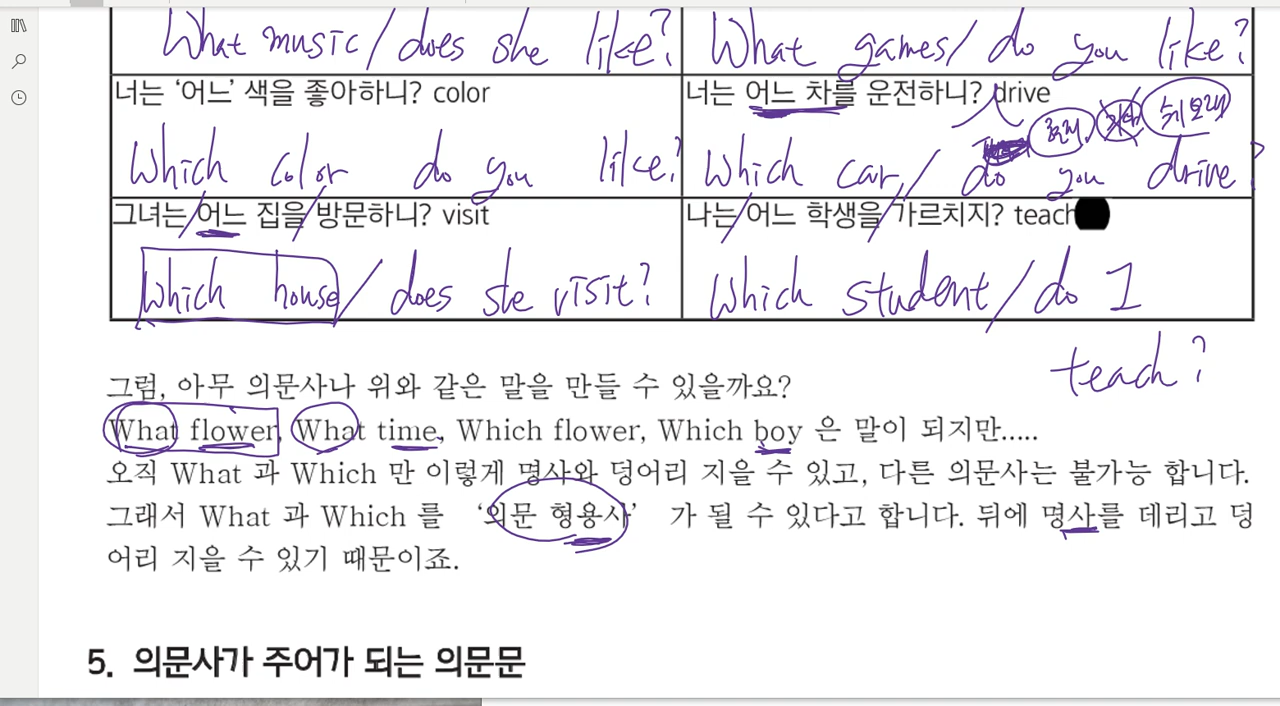 What music / does she like?
What games / do you like?
너는 '어느' 색을 좋아하니? color
너는 어느 차를 운전하니? drive
Which color do you like?
Which car / do you drive?
그녀는 어느 집을 방문하니? visit
나는 어느 학생을 가르치지? teach
Which house / does she visit?
Which student / do I
teach?
그럼, 아무 의문사나 위와 같은 말을 만들 수 있을까요?
What flower, What time, Which flower, Which boy 은 말이 되지만.....
오직 What 과 Which 만 이렇게 명사와 덩어리 지을 수 있고, 다른 의문사는 불가능 합니다.
그래서 What 과 Which 를 '의문 형용사' 가 될 수 있다고 합니다. 뒤에 명사를 데리고 덩
어리 지을 수 있기 때문이죠.
5. 의문사가 주어가 되는 의문문